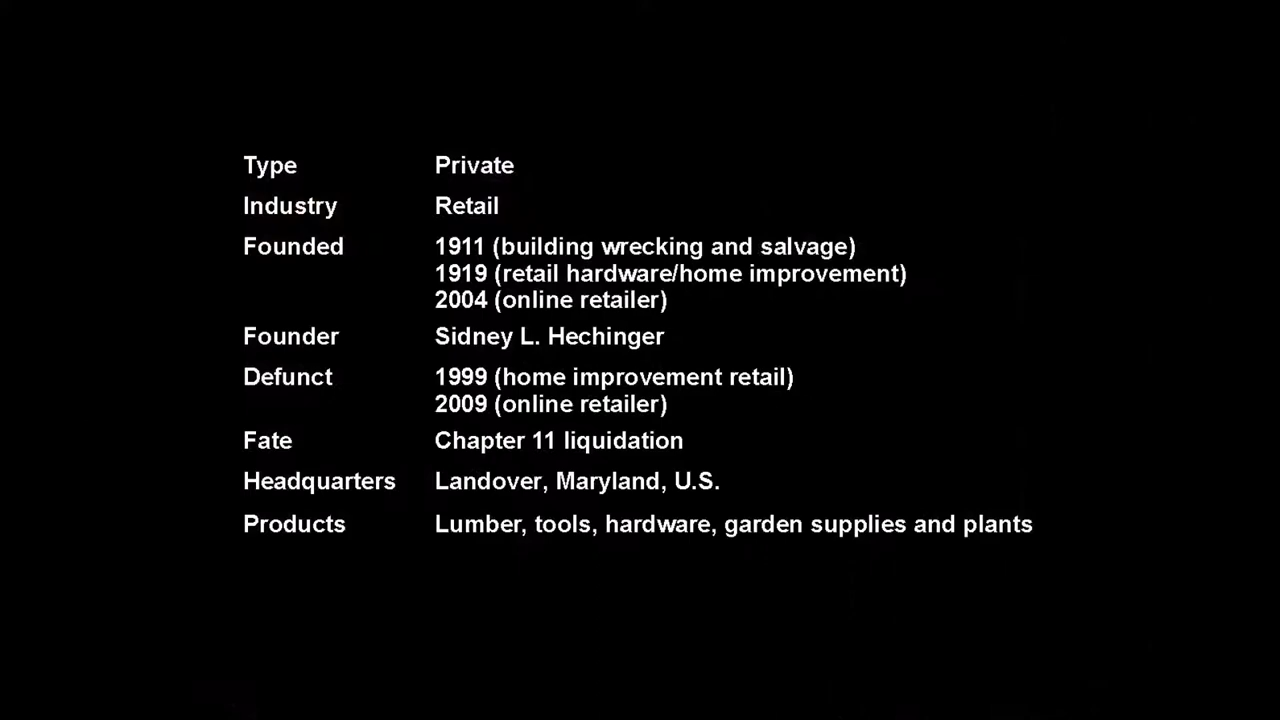 Type Private
Industry Retail
Founded 1911 (building wrecking and salvage)
1919 (retail hardware/home improvement)
2004 (online retailer)
Founder Sidney L. Hechinger
Defunct 1999 (home improvement retail)
2009 (online retailer)
Fate Chapter 11 liquidation
Headquarters Landover, Maryland, U.S.
Products Lumber, tools, hardware, garden supplies and plants